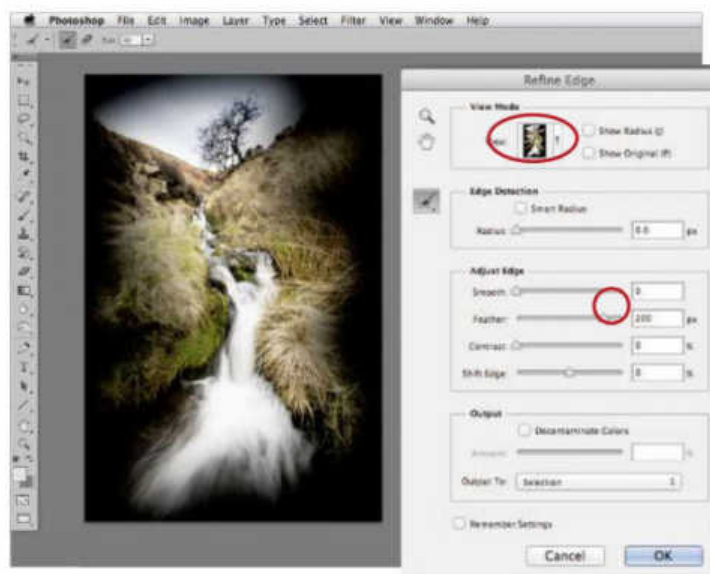 Photoshop File Edit Image Layer Type Select Filter View Window Help
Refine Edge
View Mode
View:
Show Radius (J)
Show Original (P)
Edge Detection
Smart Radius
Radius: 0.0 px
Adjust Edge
Smooth: 0
Feather: 200 px
Contrast: 0 %
Shift Edge: 0 %
Output
Decontaminate Colors
Amount: %
Output To: Selection
Remember Settings
Cancel OK